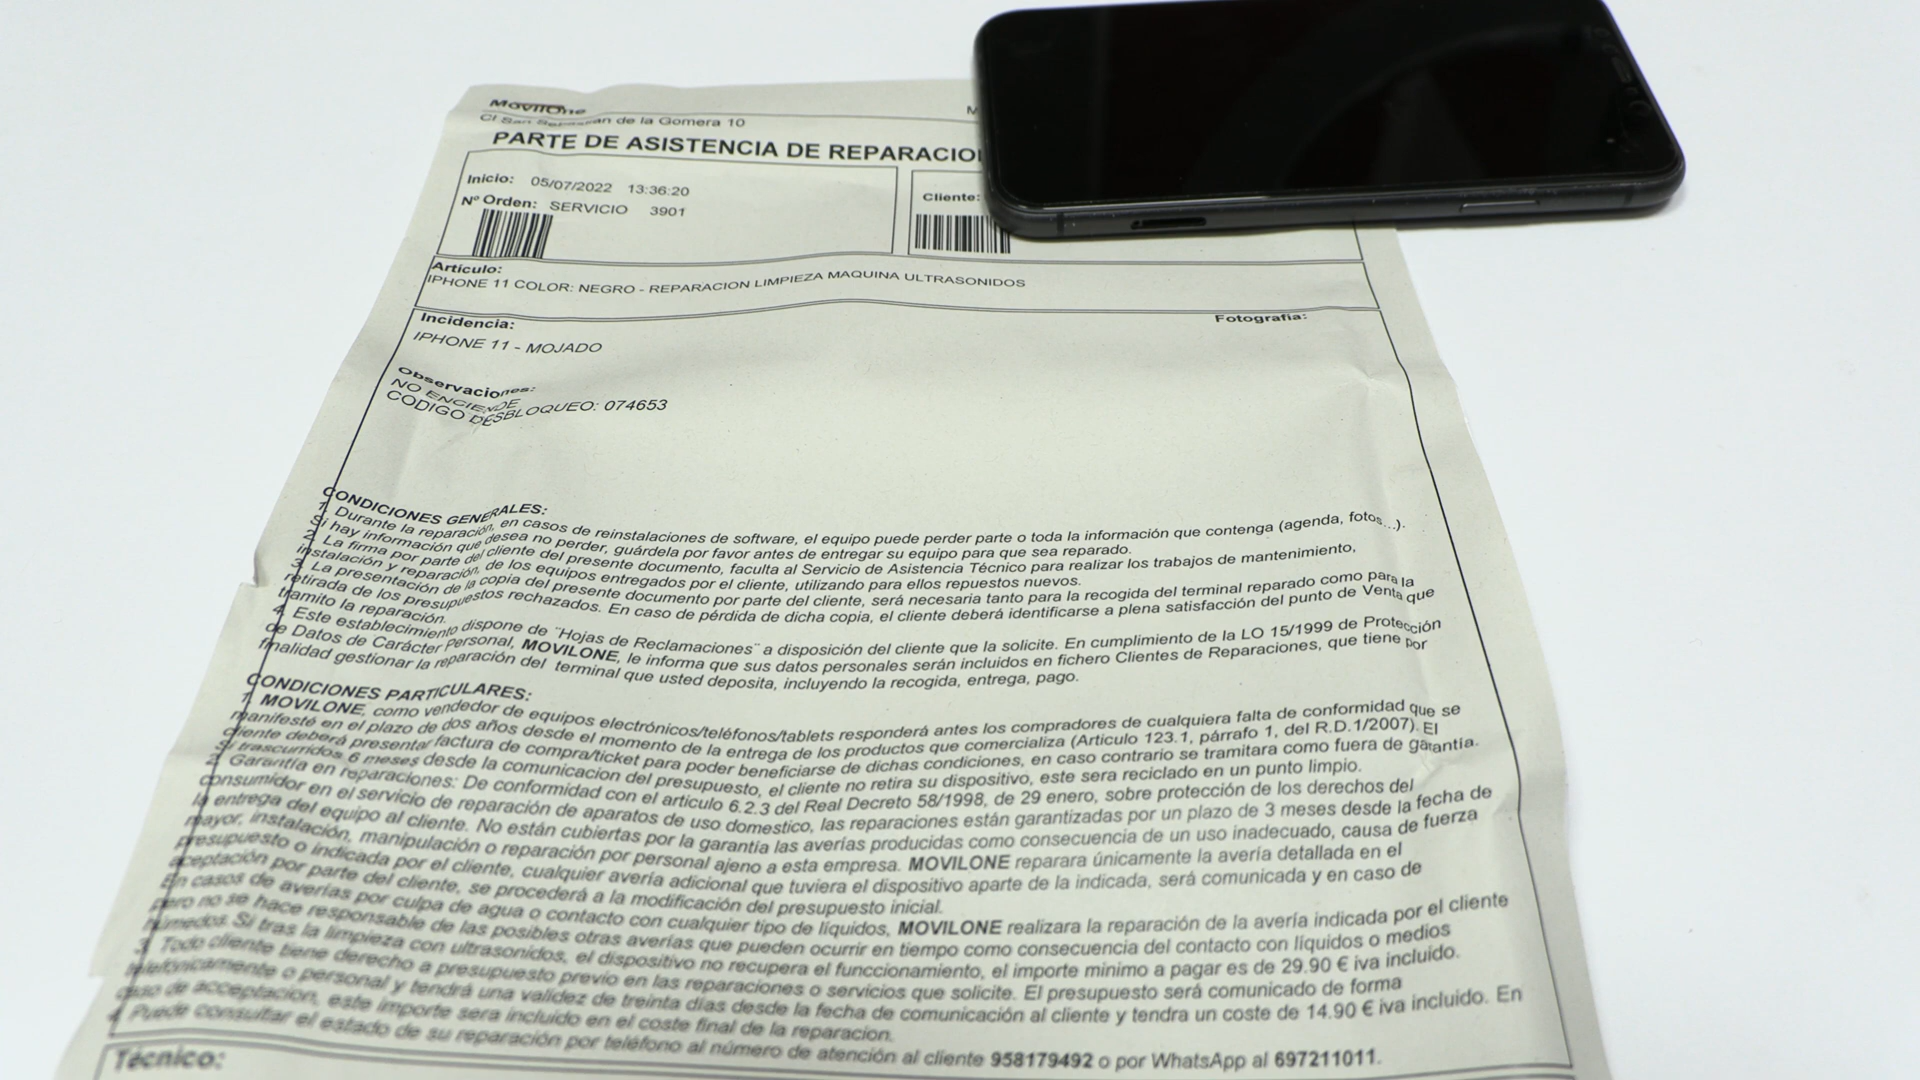 MovilOne
C/ San Sebastian de la Gomera 10
PARTE DE ASISTENCIA DE REPARACIO
Inicio: 05/07/2022 13:36:20
Nº Orden: SERVICIO 3901
Cliente:
Artículo:
IPHONE 11 COLOR: NEGRO - REPARACION LIMPIEZA MAQUINA ULTRASONIDOS
Incidencia:
Fotografia:
IPHONE 11 - MOJADO
Observaciones:
NO ENCIENDE
CODIGO DESBLOQUEO: 074653
CONDICIONES GENERALES:
1. Durante la reparación, en casos de reinstalaciones de software, el equipo puede perder parte o toda la información que contenga (agenda, fotos...).
Si hay información que desea no perder, guárdela por favor antes de entregar su equipo para que sea reparado.
2. La firma por parte del cliente del presente documento, faculta al Servicio de Asistencia Técnico para realizar los trabajos de mantenimiento,
instalación y reparación, de los equipos entregados por el cliente, utilizando para ellos repuestos nuevos.
3. La presentación de la copia del presente documento por parte del cliente, será necesaria tanto para la recogida del terminal reparado como para la
retirada de los presupuestos rechazados. En caso de pérdida de dicha copia, el cliente deberá identificarse a plena satisfacción del punto de Venta que
tramito la reparación.
4. Este establecimiento dispone de ¨Hojas de Reclamaciones¨ a disposición del cliente que la solicite. En cumplimiento de la LO 15/1999 de Protección
de Datos de Carácter Personal, MOVILONE, le informa que sus datos personales serán incluidos en fichero Clientes de Reparaciones, que tiene por
finalidad gestionar la reparación del terminal que usted deposita, incluyendo la recogida, entrega, pago.
CONDICIONES PARTICULARES:
1. MOVILONE, como vendedor de equipos electrónicos/teléfonos/tablets responderá antes los compradores de cualquiera falta de conformidad que se
manifesté en el plazo de dos años desde el momento de la entrega de los productos que comercializa (Articulo 123.1, párrafo 1, del R.D.1/2007). El
cliente deberá presentar factura de compra/ticket para poder beneficiarse de dichas condiciones, en caso contrario se tramitara como fuera de garantía.
Si trascurridos 6 meses desde la comunicacion del presupuesto, el cliente no retira su dispositivo, este sera reciclado en un punto limpio.
2. Garantía en reparaciones: De conformidad con el articulo 6.2.3 del Real Decreto 58/1998, de 29 enero, sobre protección de los derechos del
consumidor en el servicio de reparación de aparatos de uso domestico, las reparaciones están garantizadas por un plazo de 3 meses desde la fecha de
la entrega del equipo al cliente. No están cubiertas por la garantía las averías producidas como consecuencia de un uso inadecuado, causa de fuerza
mayor, instalación, manipulación o reparación por personal ajeno a esta empresa. MOVILONE reparara únicamente la avería detallada en el
presupuesto o indicada por el cliente, cualquier avería adicional que tuviera el dispositivo aparte de la indicada, será comunicada y en caso de
aceptación por parte del cliente, se procederá a la modificación del presupuesto inicial.
En casos de averías por culpa de agua o contacto con cualquier tipo de líquidos, MOVILONE realizara la reparación de la avería indicada por el cliente
pero no se hace responsable de las posibles otras averías que pueden ocurrir en tiempo como consecuencia del contacto con líquidos o medios
húmedos. Si tras la limpieza con ultrasonidos, el dispositivo no recupera el funccionamiento, el importe minimo a pagar es de 29.90 € iva incluido.
3. Todo cliente tiene derecho a presupuesto previo en las reparaciones o servicios que solicite. El presupuesto será comunicado de forma
telefónicamente o personal y tendrá una validez de treinta días desde la fecha de comunicación al cliente y tendra un coste de 14.90 € iva incluido. En
caso de acceptacion, este importe sera incluido en el coste final de la reparacion.
4. Puede consultar el estado de su reparación por teléfono al número de atención al cliente 958179492 o por WhatsApp al 697211011.
Técnico: